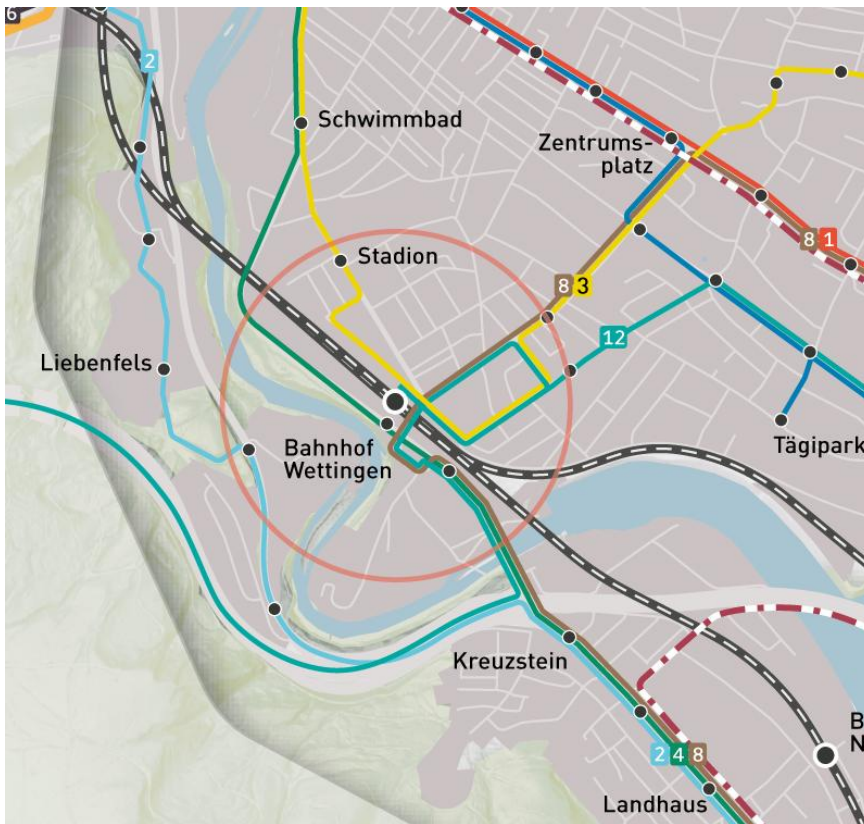 6
2
Schwimmbad
Zentrums-
platz
8 1
Stadion
8 3
12
Liebenfels
Tägipark
Bahnhof
Wettingen
Kreuzstein
B
N
2 4 8
Landhaus